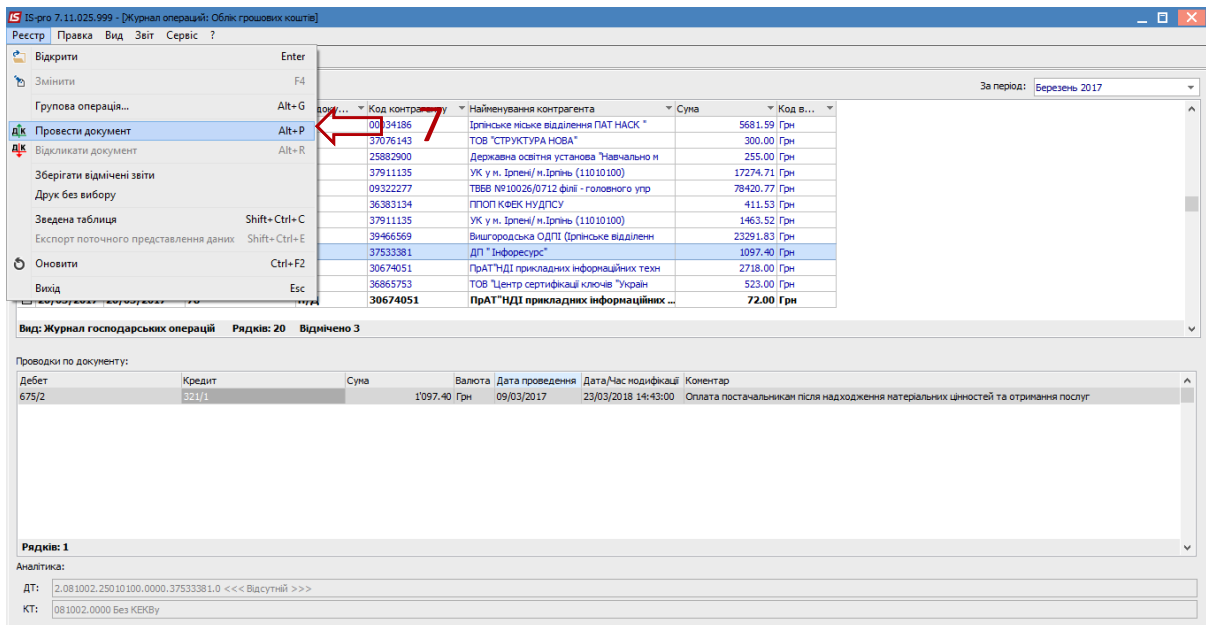 IS-pro 7.11.025.999 - [Журнал операций: Облік грошових коштів]
Реєстр Правка Вид Звіт Сервіс ?
Відкрити Enter
Змінити F4
Групова операція... Alt+G
Провести документ Alt+P
Відкликати документ Alt+R
Зберігати відмічені звіти
Друк без вибору
Зведена таблиця Shift+Ctrl+C
Експорт поточного представлення даних Shift+Ctrl+E
Оновити Ctrl+F2
Вихід Esc
7
За період: Березень 2017
доку... Код контрагенту Найменування контрагента Сума Код в...
00034186 Ірпінське міське відділення ПАТ НАСК " 5681.59 Грн
37076143 ТОВ "СТРУКТУРА НОВА" 300.00 Грн
25882900 Державна освітня установа "Навчально м 255.00 Грн
37911135 УК у м. Ірпені/ м.Ірпінь (11010100) 17274.71 Грн
09322277 ТВБВ №10026/0712 філії - головного упр 78420.77 Грн
36383134 ППОП КФЕК НУДПСУ 411.53 Грн
37911135 УК у м. Ірпені/ м.Ірпінь (11010100) 1463.52 Грн
39466569 Вишгородська ОДПІ (Ірпінське відділенн 23291.83 Грн
37533381 ДП " Інфоресурс" 1097.40 Грн
30674051 ПрАТ"НДІ прикладних інформаційних техн 2718.00 Грн
36865753 ТОВ "Центр сертифікації ключів "Україн 523.00 Грн
30674051 ПрАТ"НДІ прикладних інформаційних ... 72.00 Грн
Вид: Журнал господарських операцій Рядків: 20 Відмічено 3
Проводки по документу:
Дебет Кредит Сума Валюта Дата проведення Дата/Час модифікації Коментар
675/2 321/1 1'097.40 Грн 09/03/2017 23/03/2018 14:43:00 Оплата постачальникам після надходження матеріальних цінностей та отримання послуг
Рядків: 1
Аналітика:
ДТ: 2.081002.25010100.0000.37533381.0 <<< Відсутній >>>
КТ: 081002.0000 Без КЕКВу